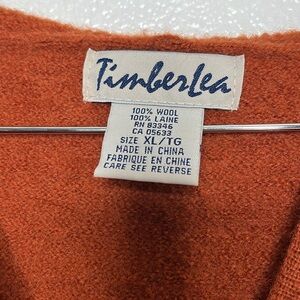 TimberLea
100% WOOL
100% LAINE
RN 83346
CA 05633
SIZE XL/TG
MADE IN CHINA
FABRIQUE EN CHINE
CARE SEE REVERSE